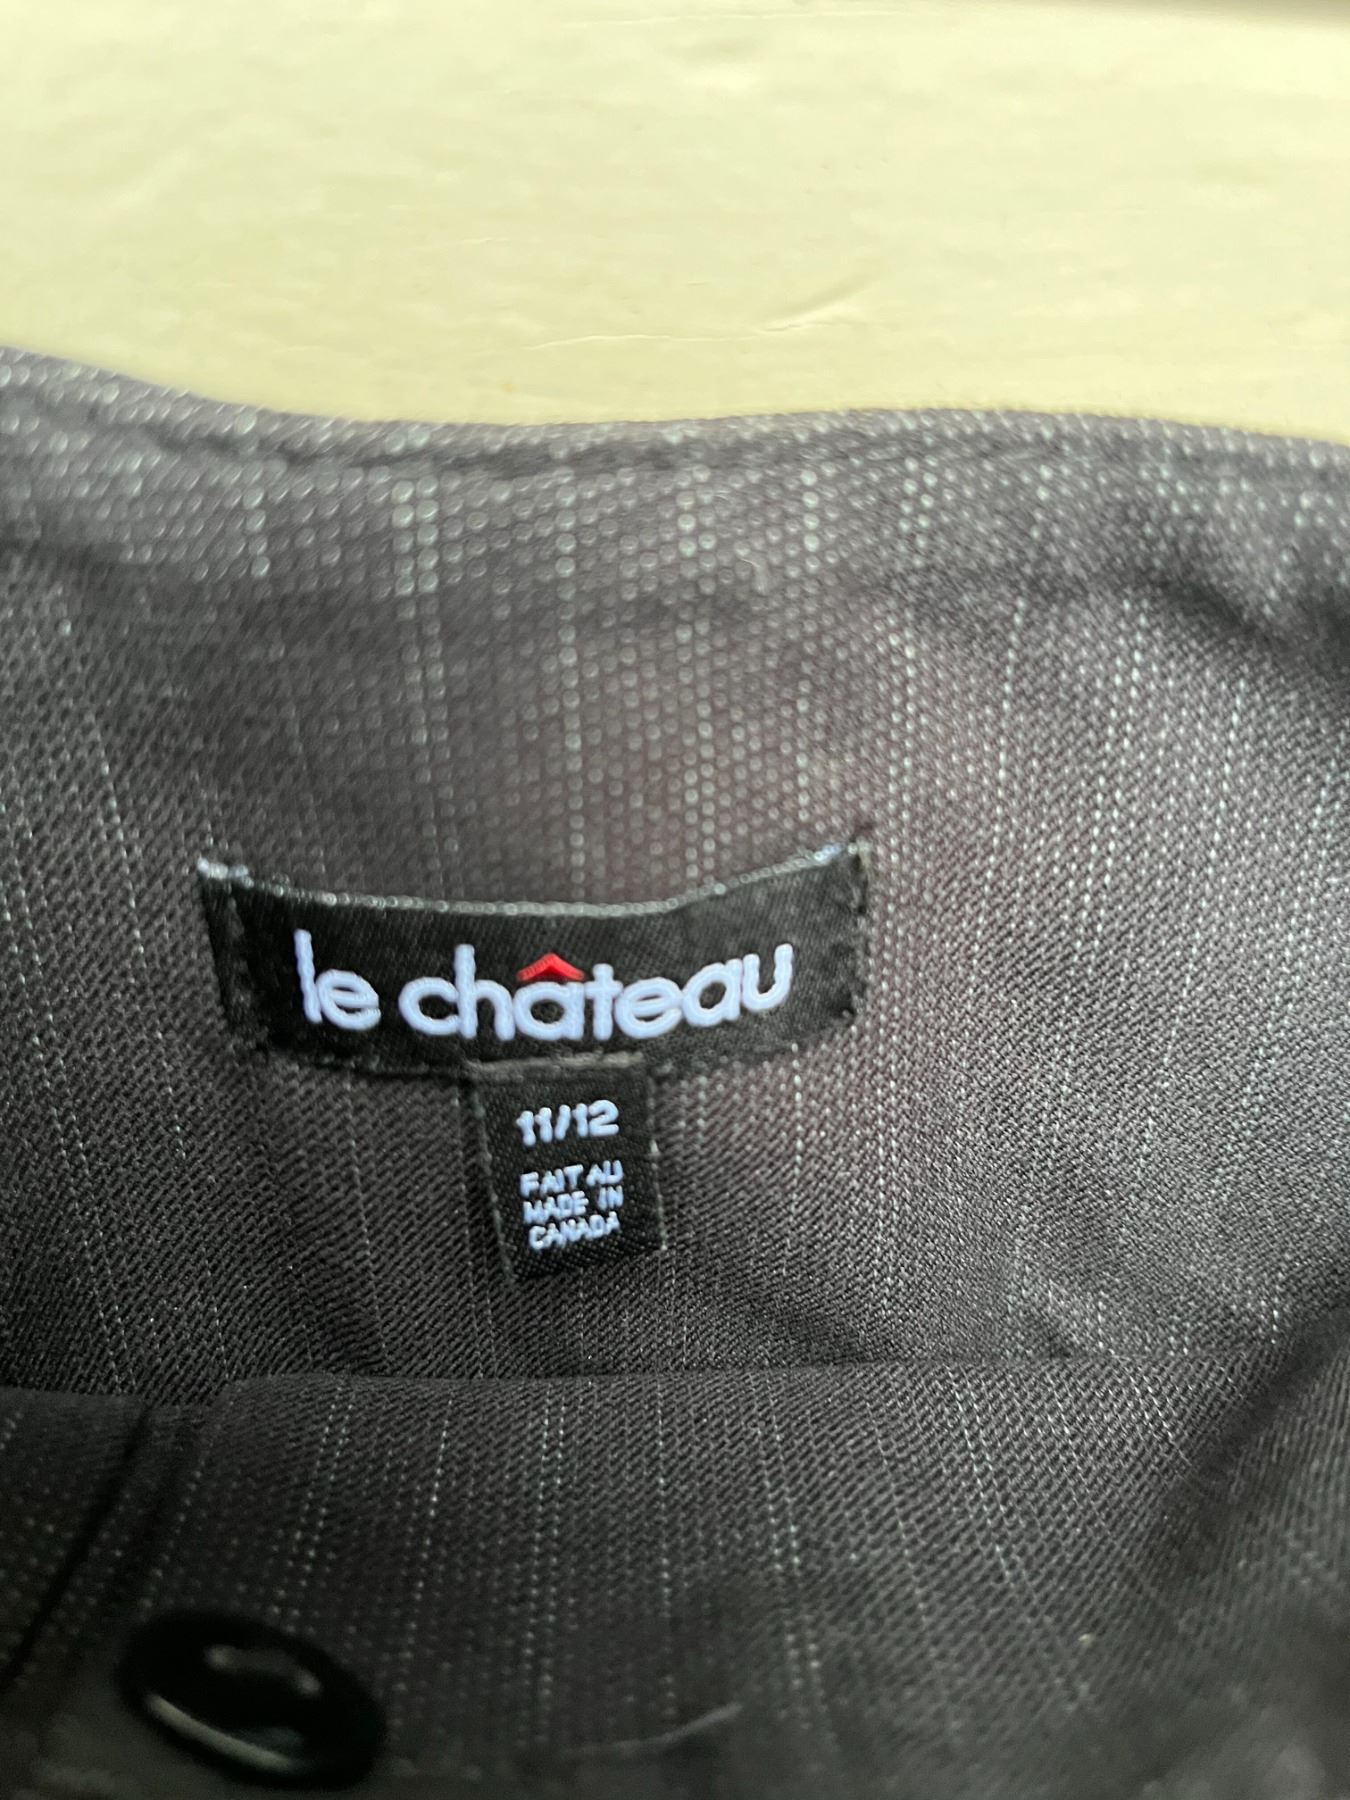 le château
11/12
FAIT AU
MADE IN
CANADA